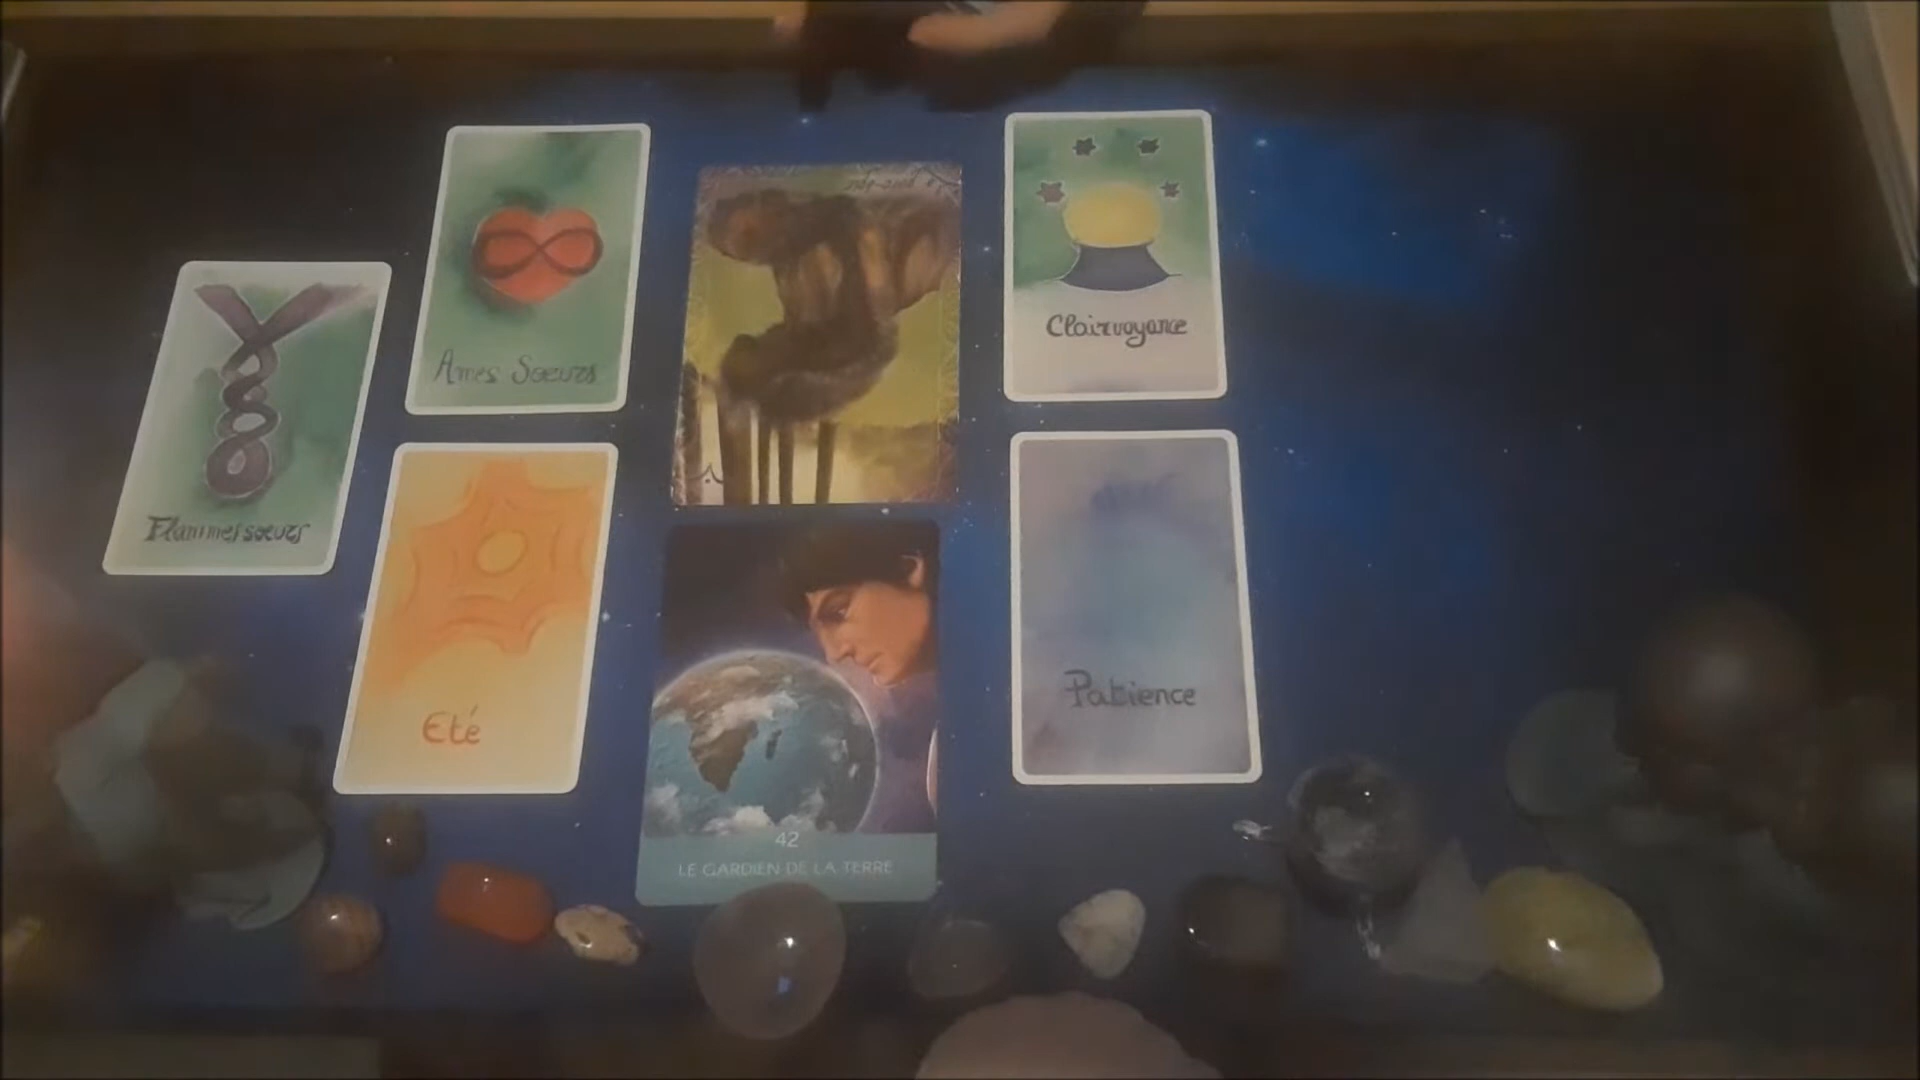 Flammes soeurs
Ames Soeurs
Eté
42
LE GARDIEN DE LA TERRE
Clairvoyance
Patience